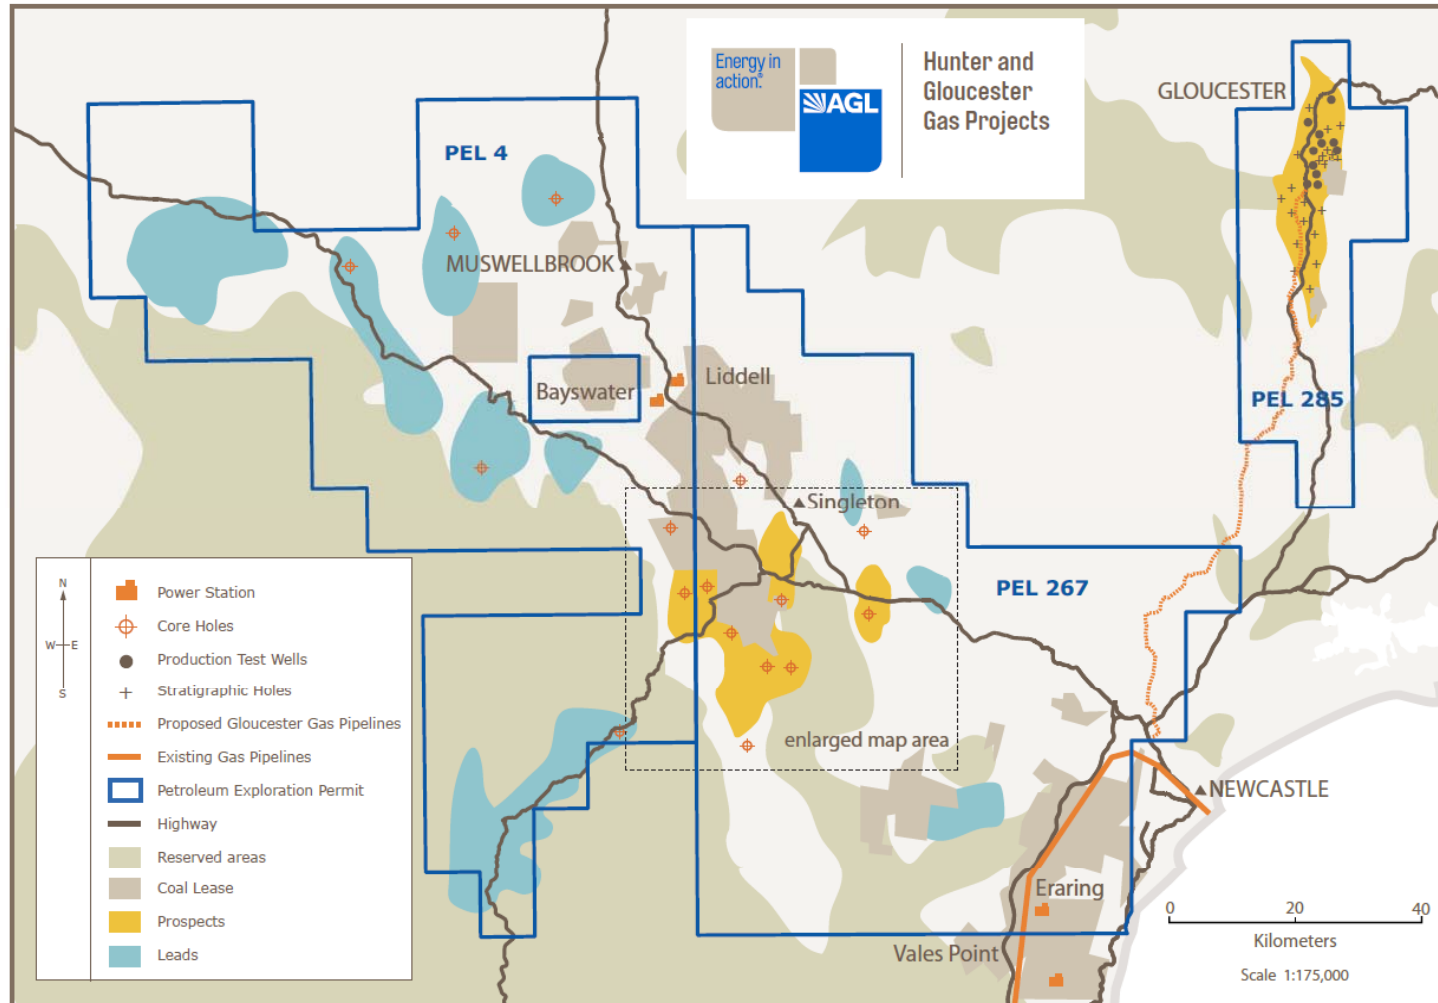 Energy in
action.®
AGL
Hunter and
Gloucester
Gas Projects
GLOUCESTER
PEL 4
MUSWELLBROOK
Bayswater
Liddell
PEL 285
Singleton
PEL 267
enlarged map area
NEWCASTLE
Eraring
Vales Point
N
W
E
S
Power Station
Core Holes
Production Test Wells
Stratigraphic Holes
Proposed Gloucester Gas Pipelines
Existing Gas Pipelines
Petroleum Exploration Permit
Highway
Reserved areas
Coal Lease
Prospects
Leads
0 20 40
Kilometers
Scale 1:175,000